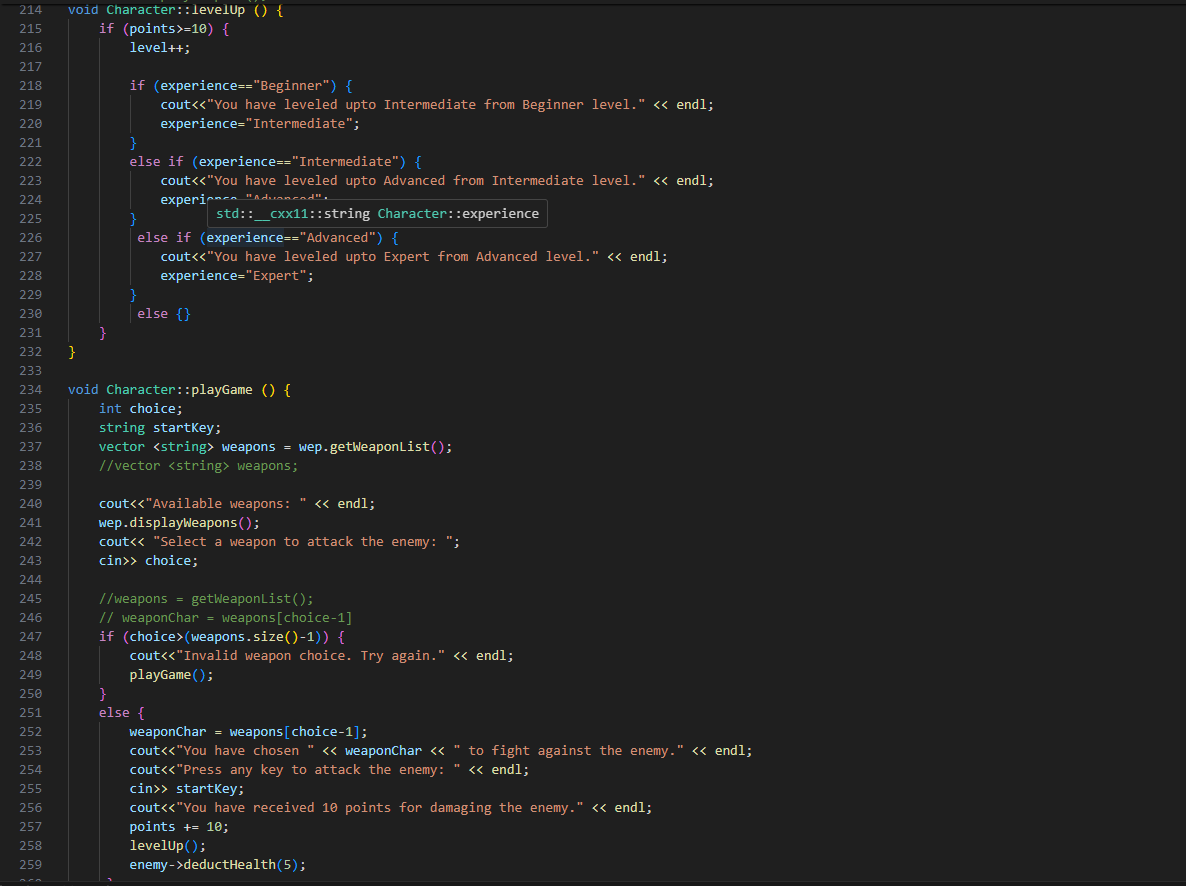 214 void Character::levelUp () {
215 if (points>=10) {
216 level++;
217
218 if (experience=="Beginner") {
219 cout<<"You have leveled upto Intermediate from Beginner level." << endl;
220 experience="Intermediate";
221 }
222 else if (experience=="Intermediate") {
223 cout<<"You have leveled upto Advanced from Intermediate level." << endl;
224 experience="Advanced";
std::__cxx11::string Character::experience
225 }
226 else if (experience=="Advanced") {
227 cout<<"You have leveled upto Expert from Advanced level." << endl;
228 experience="Expert";
229 }
230 else {}
231 }
232 }
233
234 void Character::playGame () {
235 int choice;
236 string startKey;
237 vector <string> weapons = wep.getWeaponList();
238 //vector <string> weapons;
239
240 cout<<"Available weapons: " << endl;
241 wep.displayWeapons();
242 cout<< "Select a weapon to attack the enemy: ";
243 cin>> choice;
244
245 //weapons = getWeaponList();
246 // weaponChar = weapons[choice-1]
247 if (choice>(weapons.size()-1)) {
248 cout<<"Invalid weapon choice. Try again." << endl;
249 playGame();
250 }
251 else {
252 weaponChar = weapons[choice-1];
253 cout<<"You have chosen " << weaponChar << " to fight against the enemy." << endl;
254 cout<<"Press any key to attack the enemy: " << endl;
255 cin>> startKey;
256 cout<<"You have received 10 points for damaging the enemy." << endl;
257 points += 10;
258 levelUp();
259 enemy->deductHealth(5);